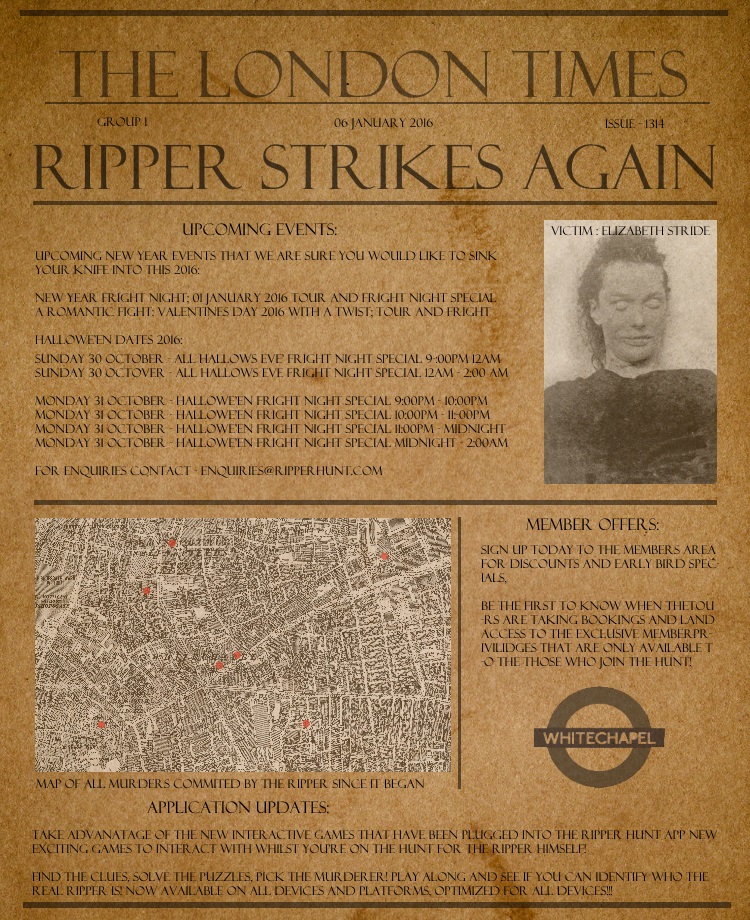 THE LONDON TIMES
GROUP 1
06 JANUARY 2016
ISSUE - 1314
RIPPER STRIKES AGAIN
UPCOMING EVENTS:
UPCOMING NEW YEAR EVENTS THAT WE ARE SURE YOU WOULD LIKE TO SINK
YOUR KNIFE INTO THIS 2016:
NEW YEAR FRIGHT NIGHT; 01 JANUARY 2016 TOUR AND FRIGHT NIGHT SPECIAL
A ROMANTIC FIGHT; VALENTINES DAY 2016 WITH A TWIST; TOUR AND FRIGHT
HALLOWE'EN DATES 2016:
SUNDAY 30 OCTOBER - ALL HALLOWS EVE' FRIGHT NIGHT SPECIAL 9 :00PM 12AM
SUNDAY 30 OCTOVER - ALL HALLOWS EVE FRIGHT NIGHT SPECIAL 12AM - 2:00 AM
MONDAY 31 OCTOBER - HALLOWE'EN FRIGHT NIGHT SPECIAL 9:00PM - 10:00PM
MONDAY 31 OCTOBER - HALLOWE'EN FRIGHT NIGHT SPECIAL 10:00PM - 11:00PM
MONDAY 31 OCTOBER - HALLOWE'EN FRIGHT NIGHT SPECIAL 11:00PM - MIDNIGHT
MONDAY 31 OCTOBER - HALLOWE'EN FRIGHT NIGHT SPECIAL MIDNIGHT - 2:00AM
FOR ENQUIRIES CONTACT - ENQUIRIES@RIPPERHUNT.COM
VICTIM : ELIZABETH STRIDE
MAP OF ALL MURDERS COMMITED BY THE RIPPER SINCE IT BEGAN
MEMBER OFFERS:
SIGN UP TODAY TO THE MEMBERS AREA
FOR DISCOUNTS AND EARLY BIRD SPEC-
IALS,
BE THE FIRST TO KNOW WHEN THETOU
-RS ARE TAKING BOOKINGS AND LAND
ACCESS TO THE EXCLUSIVE MEMBERPR-
IVILIDGES THAT ARE ONLY AVAILABLE T
-O THE THOSE WHO JOIN THE HUNT!
WHITECHAPEL
APPLICATION UPDATES:
TAKE ADVANATAGE OF THE NEW INTERACTIVE GAMES THAT HAVE BEEN PLUGGED INTO THE RIPPER HUNT APP NEW
EXCITING GAMES TO INTERACT WITH WHILST YOU'RE ON THE HUNT FOR THE RIPPER HIMSELF!
FIND THE CLUES, SOLVE THE PUZZLES, PICK THE MURDERER! PLAY ALONG AND SEE IF YOU CAN IDENTIFY WHO THE
REAL RIPPER IS! NOW AVAILABLE ON ALL DEVICES AND PLATFORMS, OPTIMIZED FOR ALL DEVICES!!!